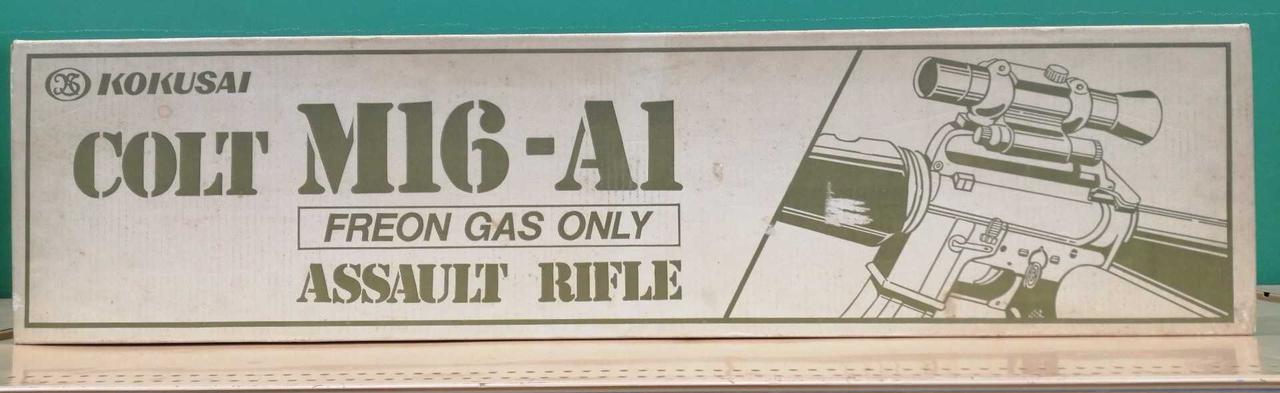 KOKUSAI
COLT M16-A1
FREON GAS ONLY
ASSAULT RIFLE